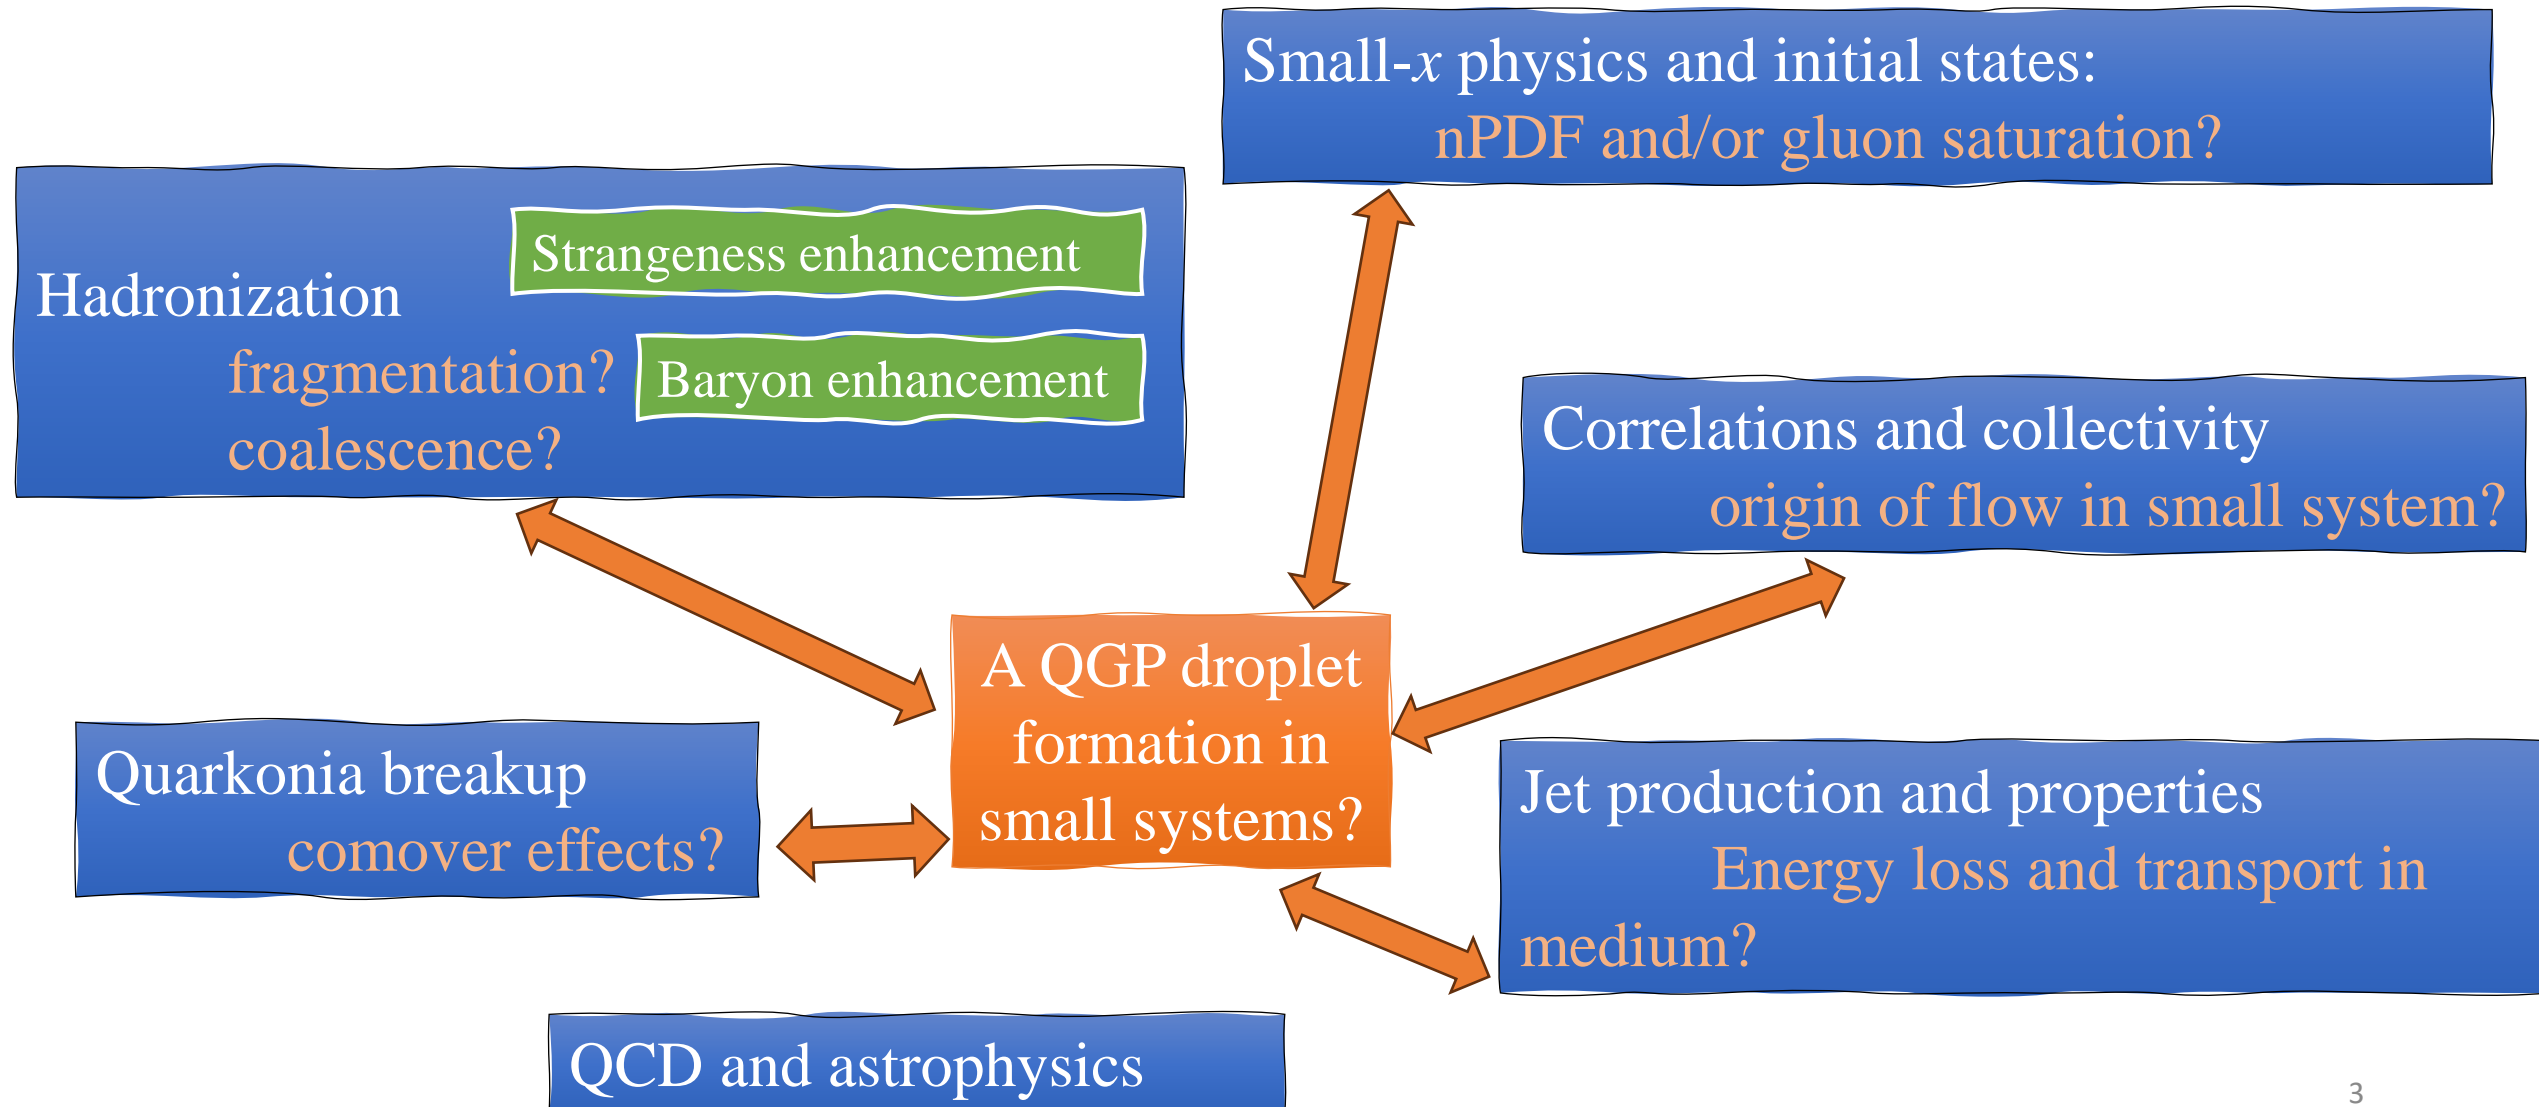 Small-x physics and initial states:
nPDF and/or gluon saturation?
Hadronization
fragmentation?
coalescence?
Strangeness enhancement
Baryon enhancement
Correlations and collectivity
origin of flow in small system?
A QGP droplet
formation in
small systems?
Quarkonia breakup
comover effects?
Jet production and properties
Energy loss and transport in
medium?
QCD and astrophysics
3